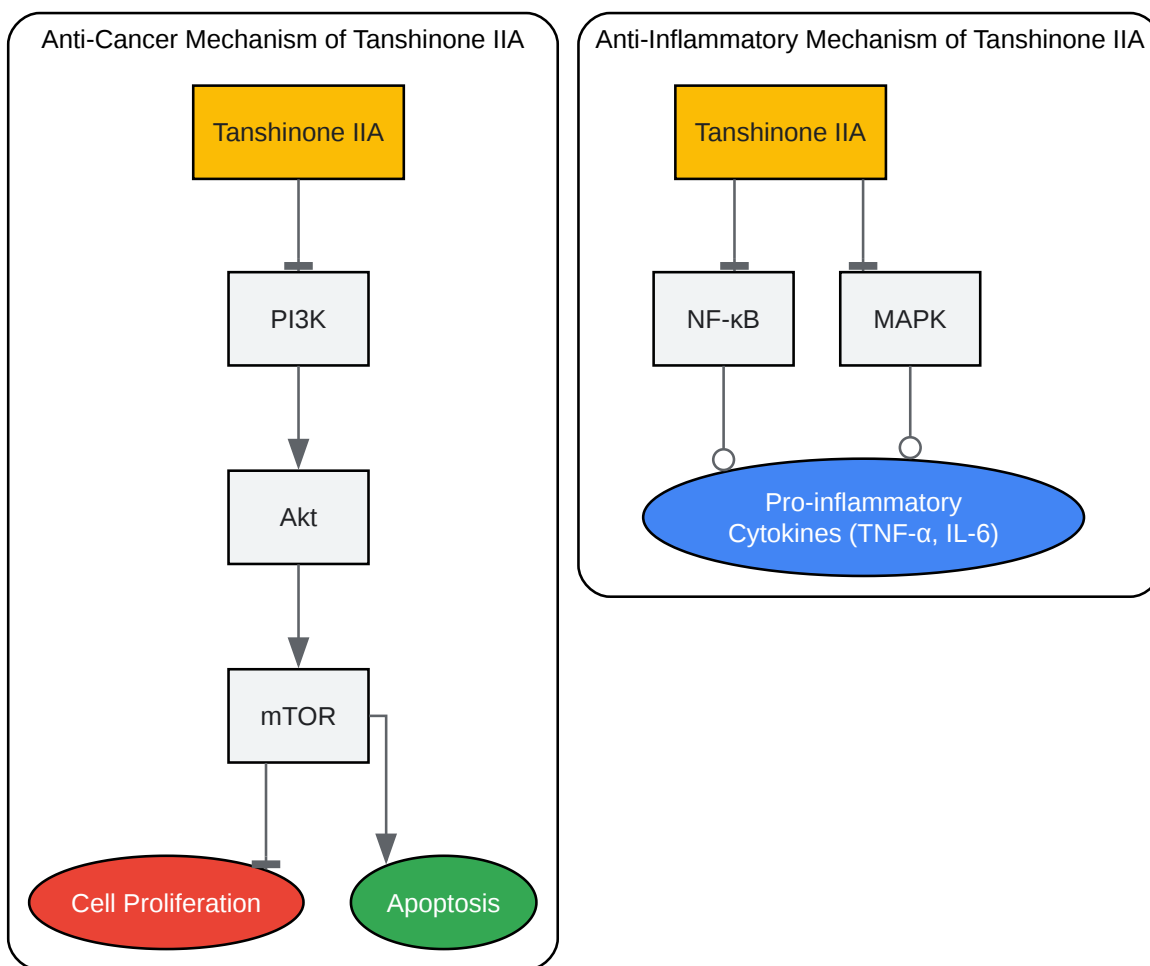 Anti-Cancer Mechanism of Tanshinone IIA
Tanshinone IIA
PI3K
Akt
mTOR
Cell Proliferation
Apoptosis
Anti-Inflammatory Mechanism of Tanshinone IIA
Tanshinone IIA
NF-κB
MAPK
Pro-inflammatory
Cytokines (TNF-α, IL-6)